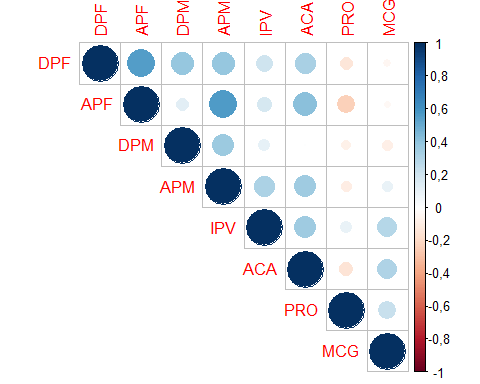 DPF APF DPM APM IPV ACA PRO MCG
DPF
APF
DPM
APM
IPV
ACA
PRO
MCG
1
0,8
0,6
0,4
0,2
0
-0,2
-0,4
-0,6
-0,8
-1